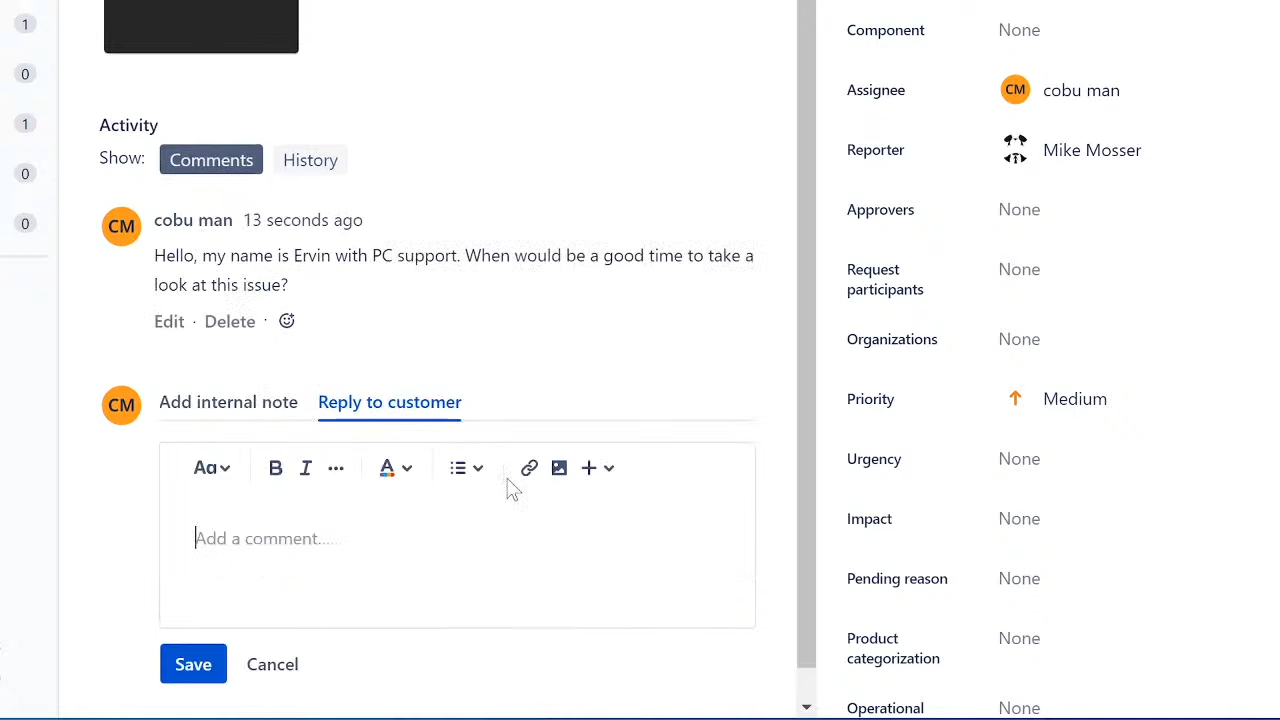 1
0
1
0
0
Activity
Show: Comments History
CM cobu man 13 seconds ago
Hello, my name is Ervin with PC support. When would be a good time to take a
look at this issue?
Edit · Delete ·
CM Add internal note Reply to customer
Aa B I ... A
Add a comment.....
Save Cancel
Component None
Assignee CM cobu man
Reporter Mike Mosser
Approvers None
Request
participants None
Organizations None
Priority Medium
Urgency None
Impact None
Pending reason None
Product
categorization None
Operational None